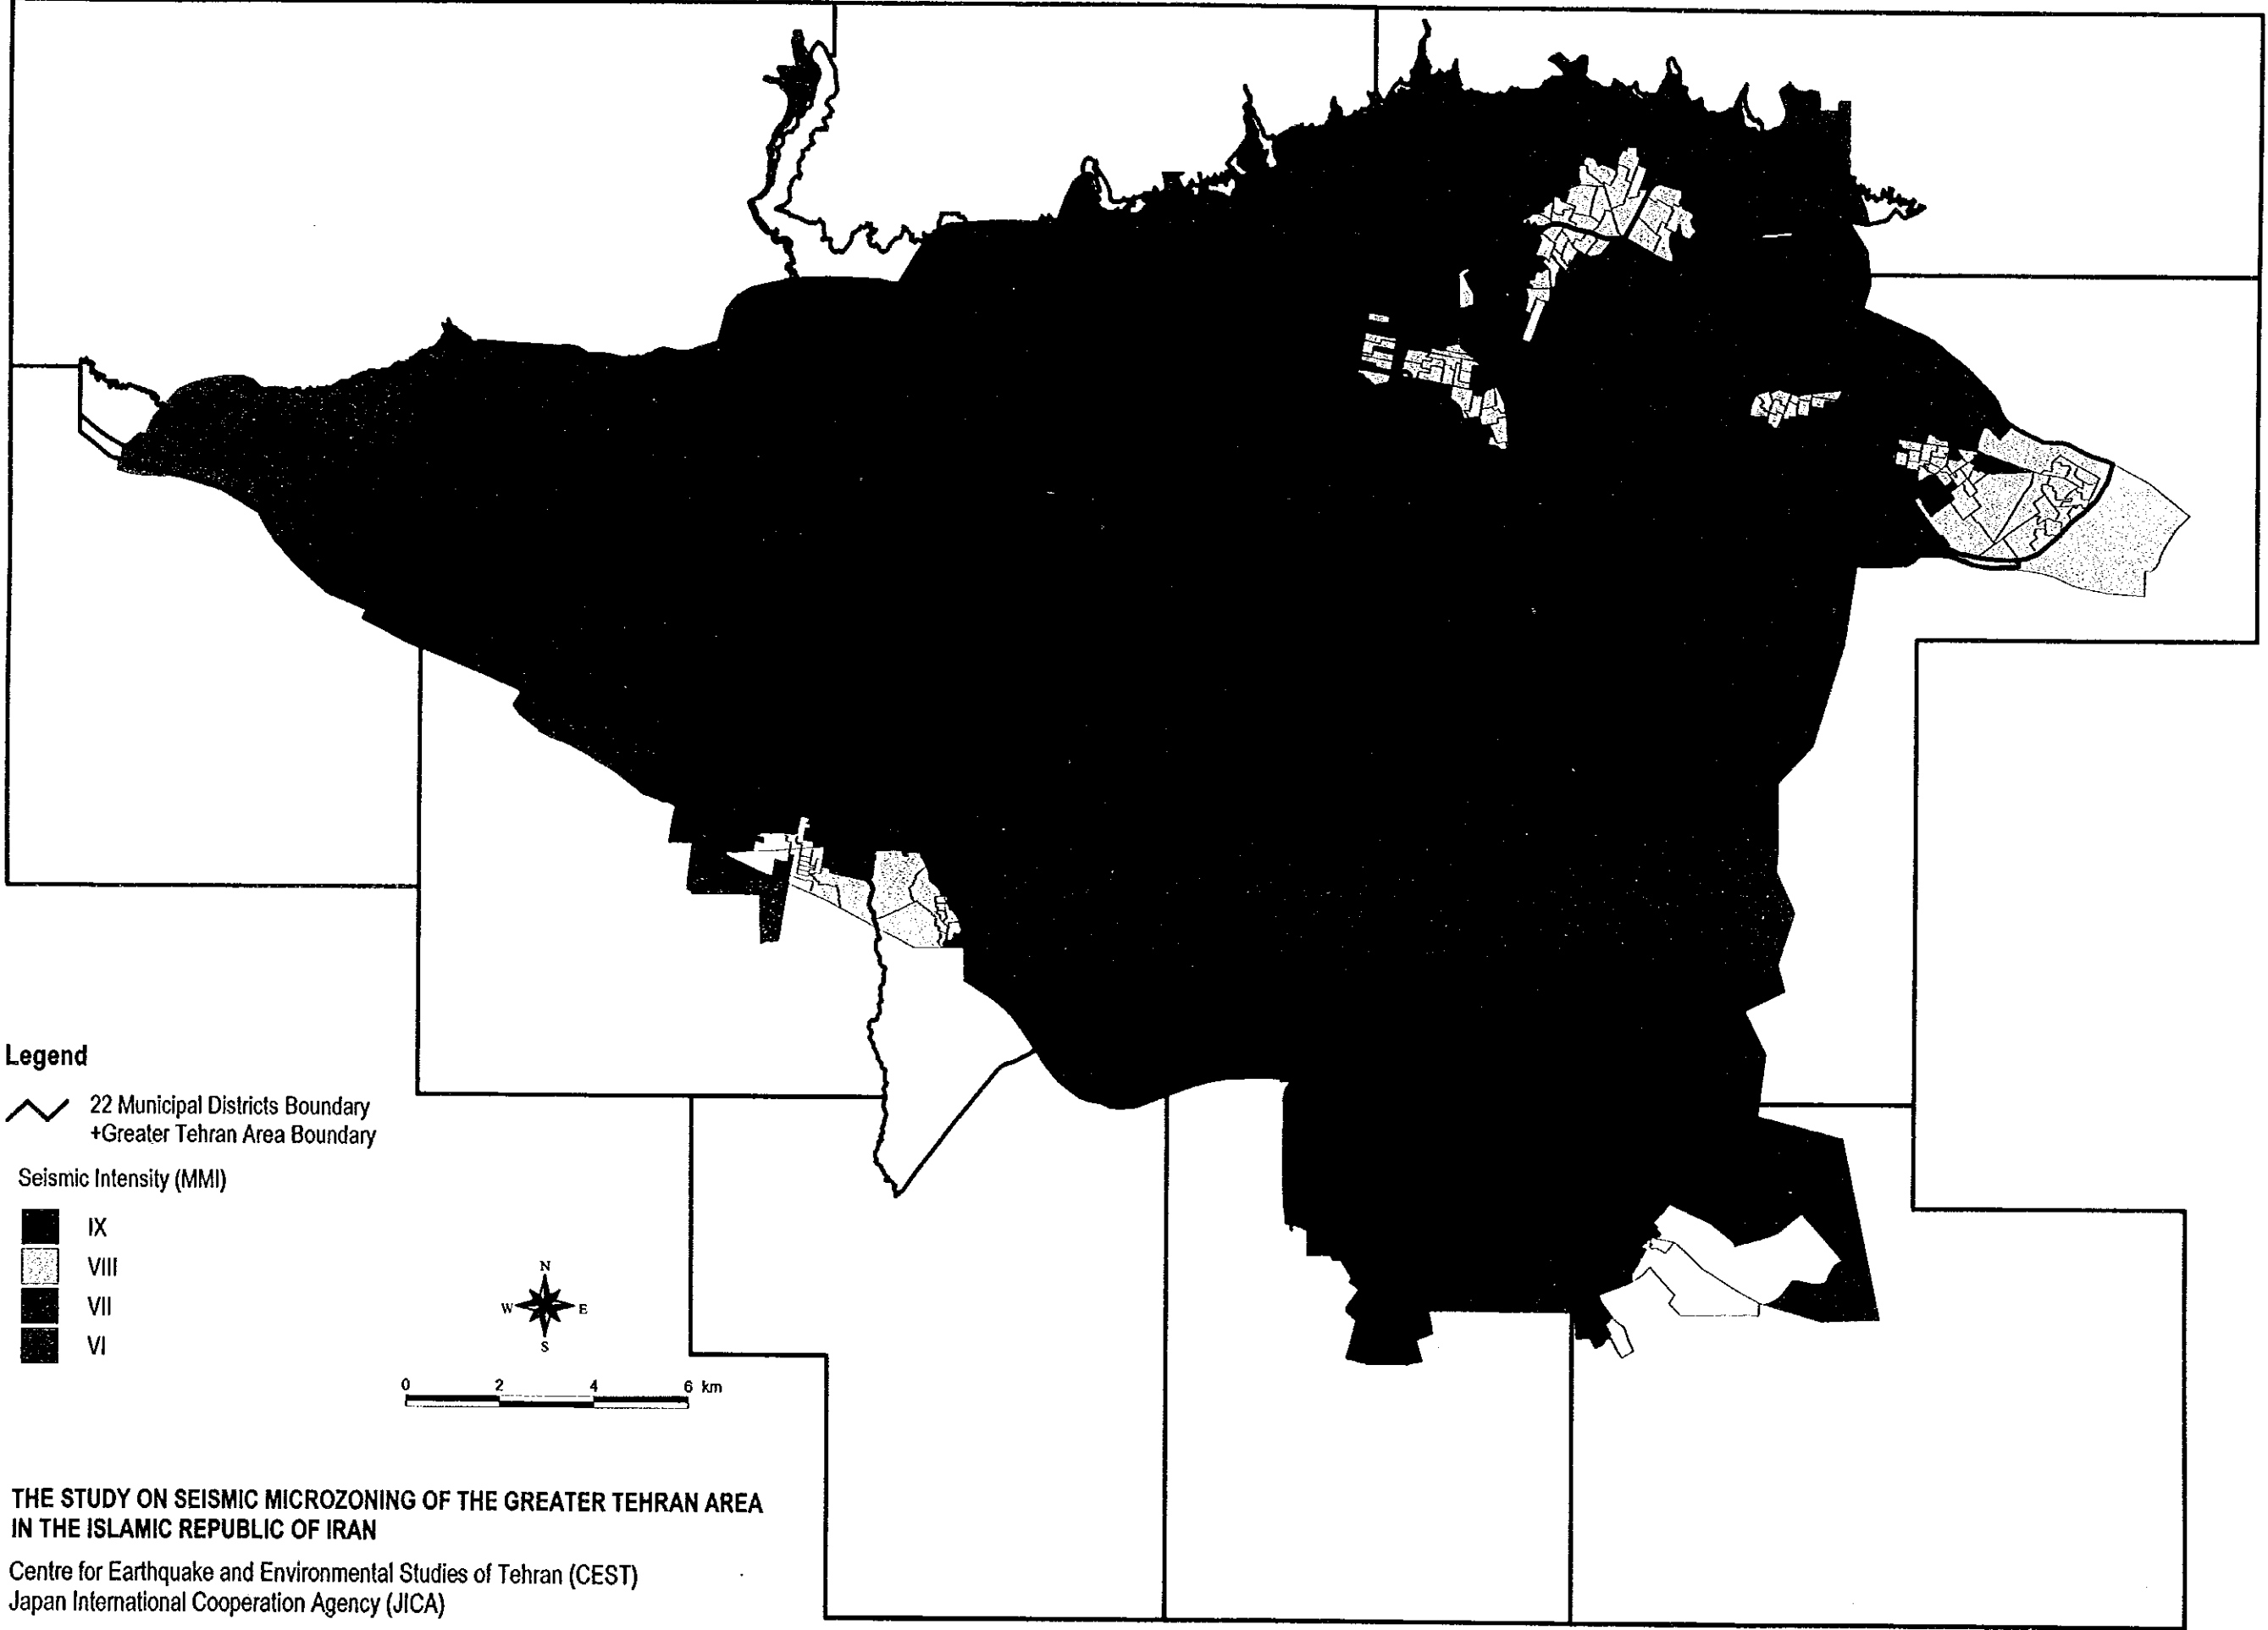 Legend
22 Municipal Districts Boundary
+Greater Tehran Area Boundary
Seismic Intensity (MMI)
IX
VIII
VII
VI
N
W E
S
0 2 4 6 km
THE STUDY ON SEISMIC MICROZONING OF THE GREATER TEHRAN AREA
IN THE ISLAMIC REPUBLIC OF IRAN
Centre for Earthquake and Environmental Studies of Tehran (CEST)
Japan International Cooperation Agency (JICA)